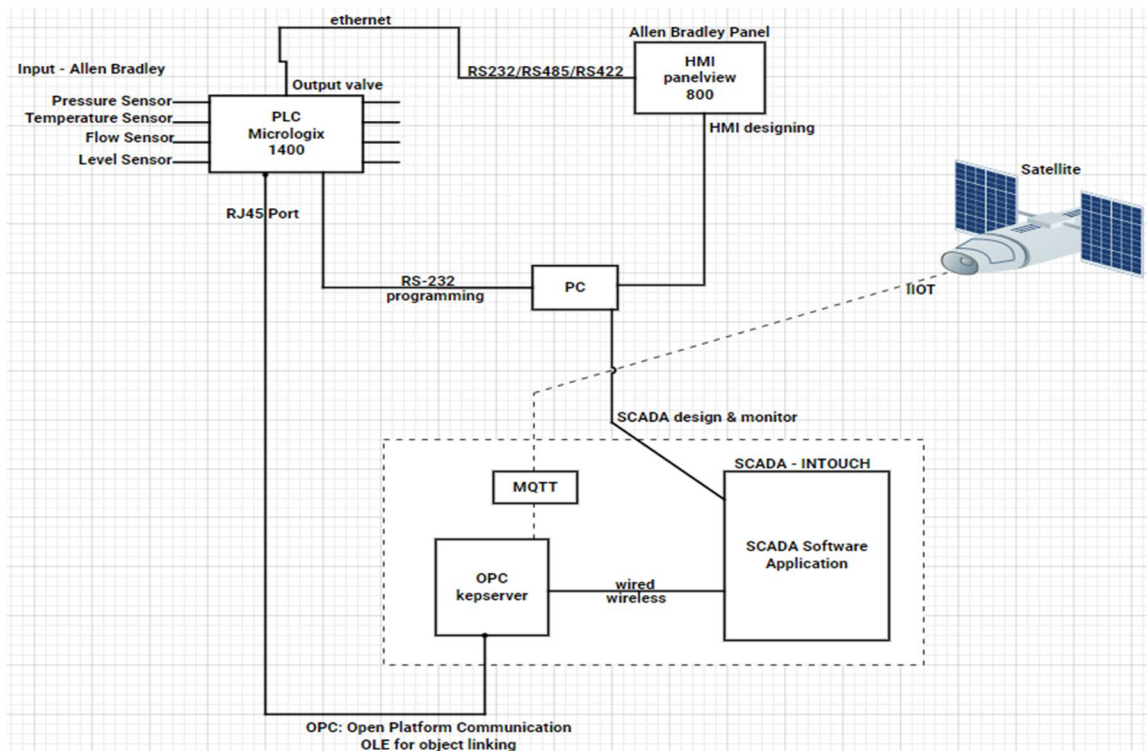 ethernet
Allen Bradley Panel
Input - Allen Bradley
RS232/RS485/RS422
HMI
panelview
800
Output valve
Pressure Sensor
Temperature Sensor
Flow Sensor
Level Sensor
PLC
Micrologix
1400
HMI designing
Satellite
RJ45 Port
RS-232
programming
PC
IIOT
SCADA design & monitor
SCADA - INTOUCH
MQTT
SCADA Software
Application
OPC
kepserver
wired
wireless
OPC: Open Platform Communication
OLE for object linking